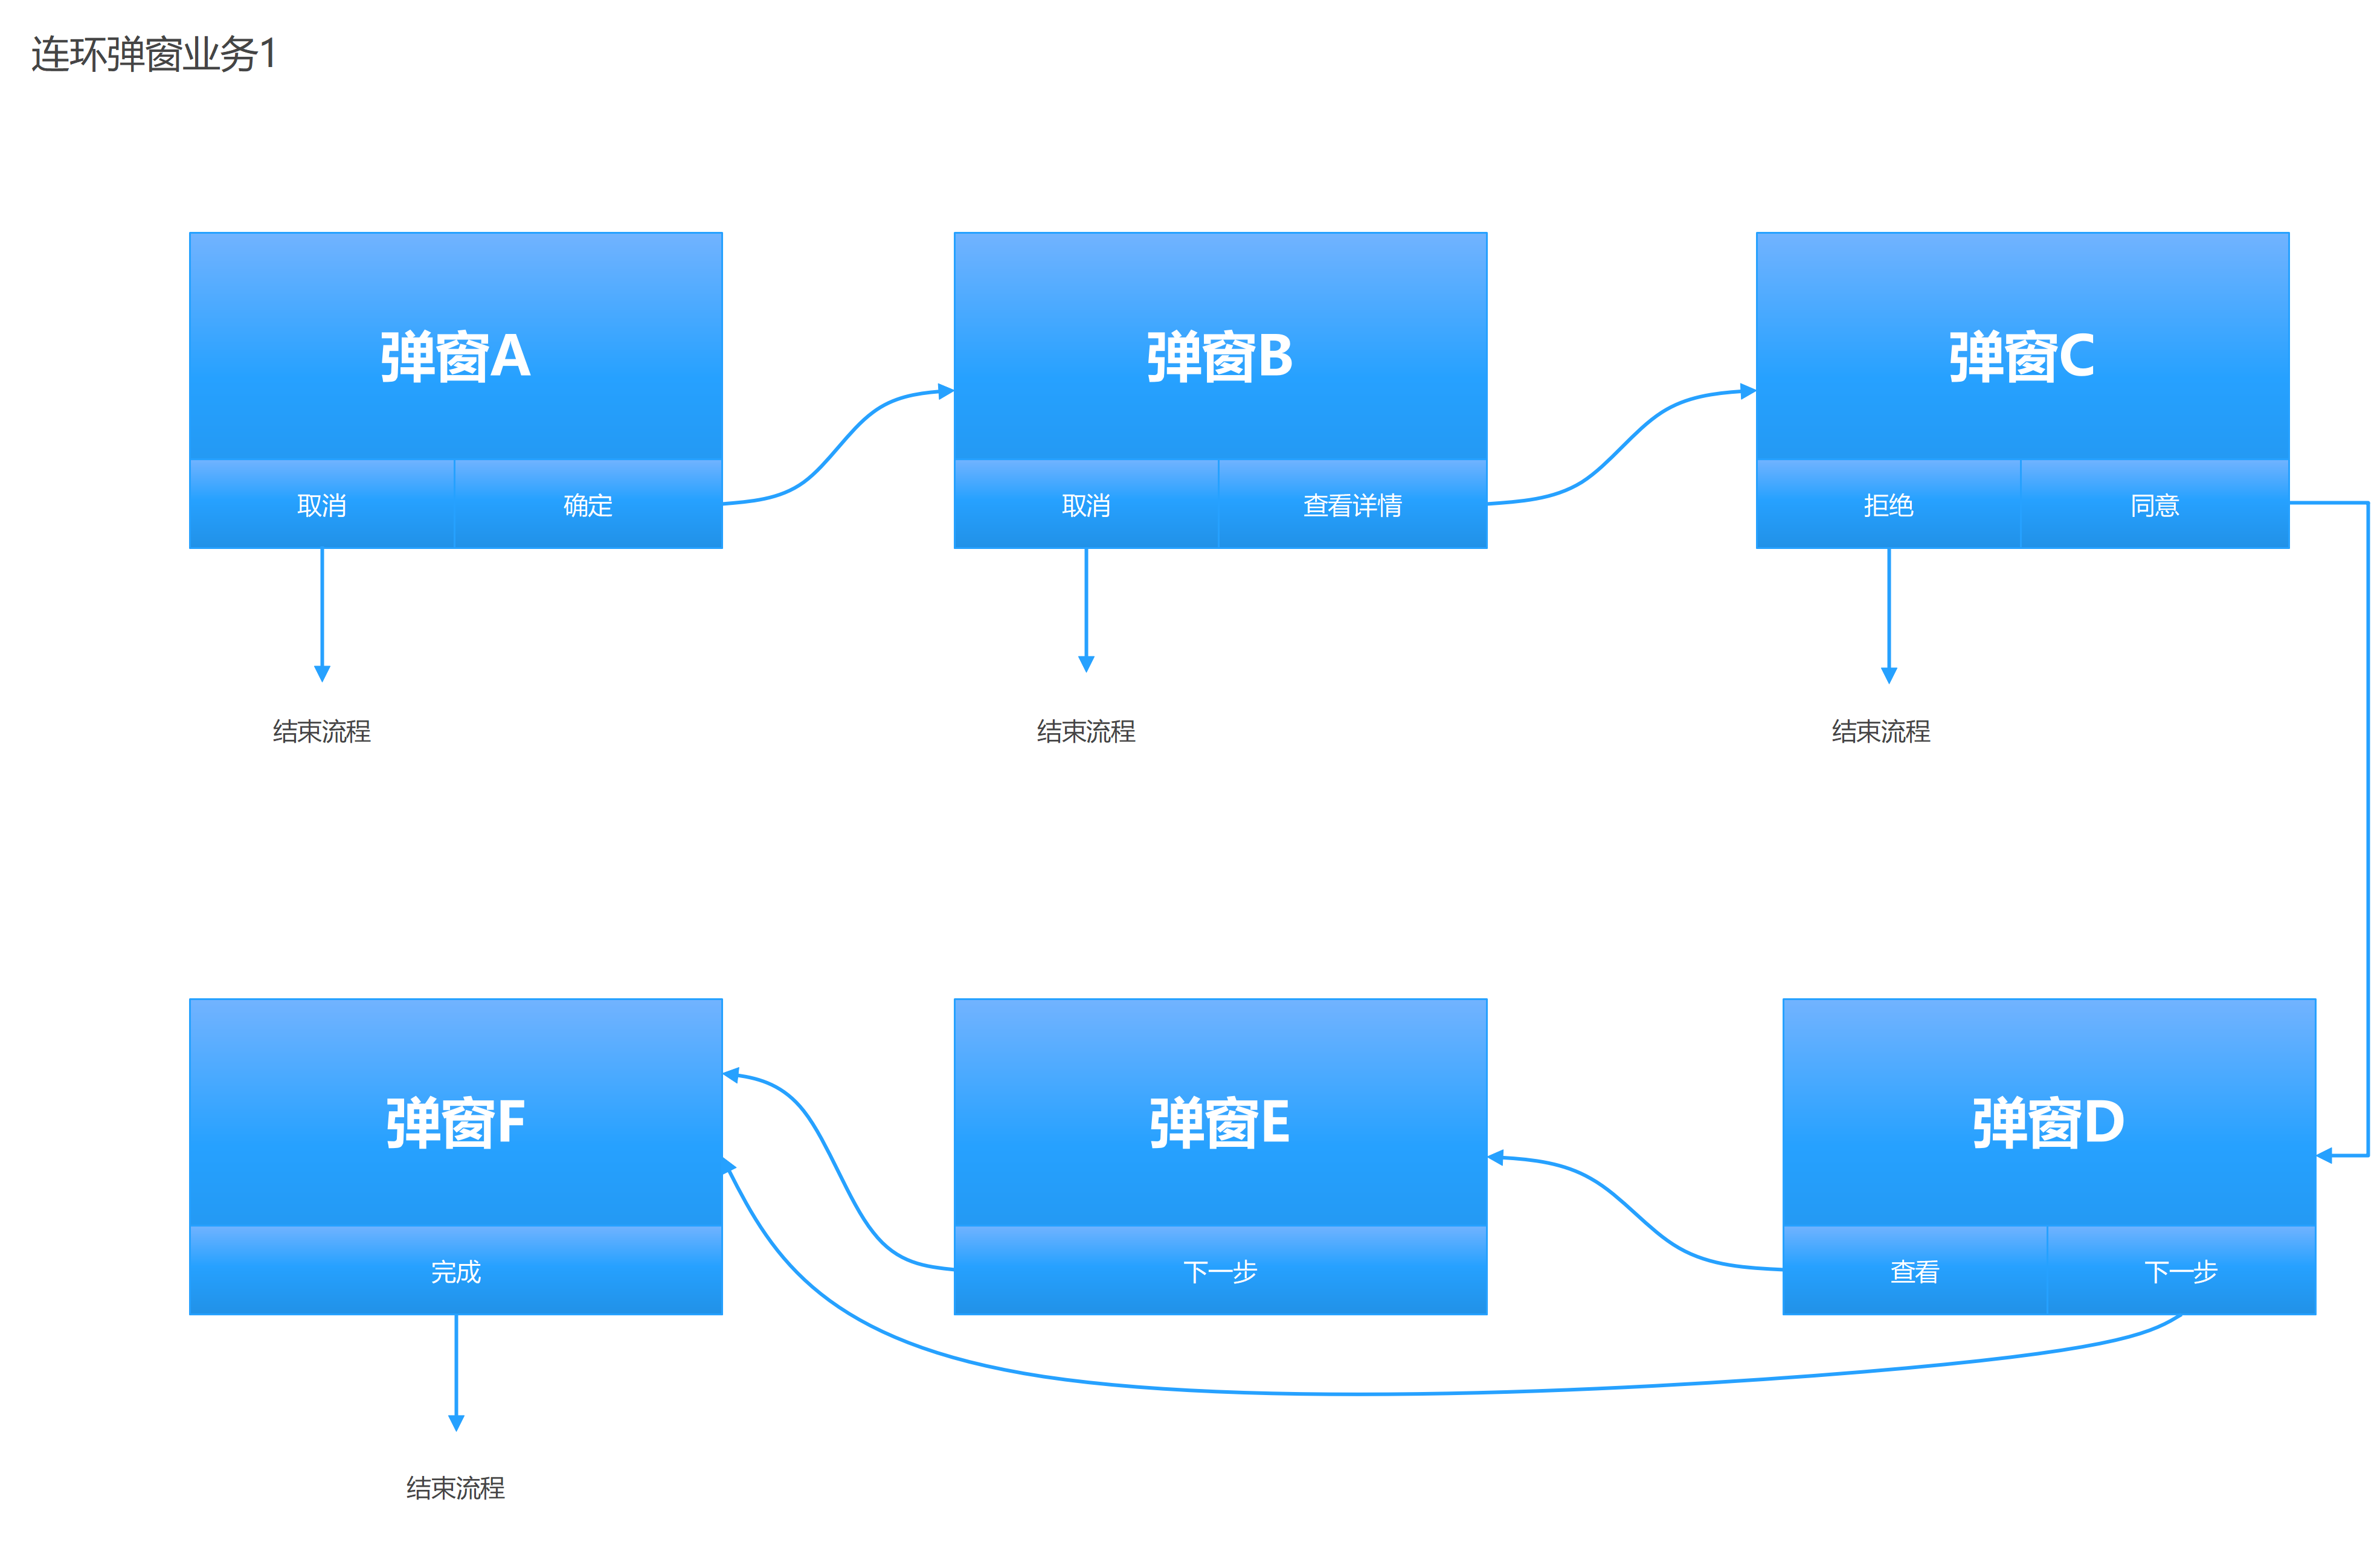 连环弹窗业务1
弹窗A
弹窗B
弹窗C
取消
确定
取消
查看详情
拒绝
同意
结束流程
结束流程
结束流程
弹窗F
弹窗E
弹窗D
完成
下一步
查看
下一步
结束流程